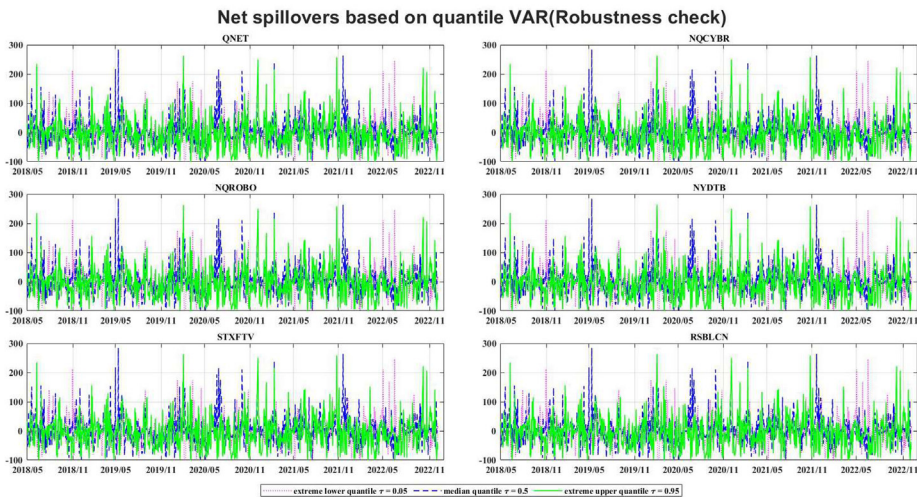 Net spillovers based on quantile VAR(Robustness check)
QNET
300
200
100
0
-100
2018/05 2018/11 2019/05 2019/11 2020/05 2020/11 2021/05 2021/11 2022/05 2022/11
NQCYBR
300
200
100
0
-100
2018/05 2018/11 2019/05 2019/11 2020/05 2020/11 2021/05 2021/11 2022/05 2022/11
NQROBO
300
200
100
0
-100
2018/05 2018/11 2019/05 2019/11 2020/05 2020/11 2021/05 2021/11 2022/05 2022/11
NYDTB
300
200
100
0
-100
2018/05 2018/11 2019/05 2019/11 2020/05 2020/11 2021/05 2021/11 2022/05 2022/11
STXFTV
300
200
100
0
-100
2018/05 2018/11 2019/05 2019/11 2020/05 2020/11 2021/05 2021/11 2022/05 2022/11
RSBLCN
300
200
100
0
-100
2018/05 2018/11 2019/05 2019/11 2020/05 2020/11 2021/05 2021/11 2022/05 2022/11
extreme lower quantile τ = 0.05 median quantile τ = 0.5 extreme upper quantile τ = 0.95